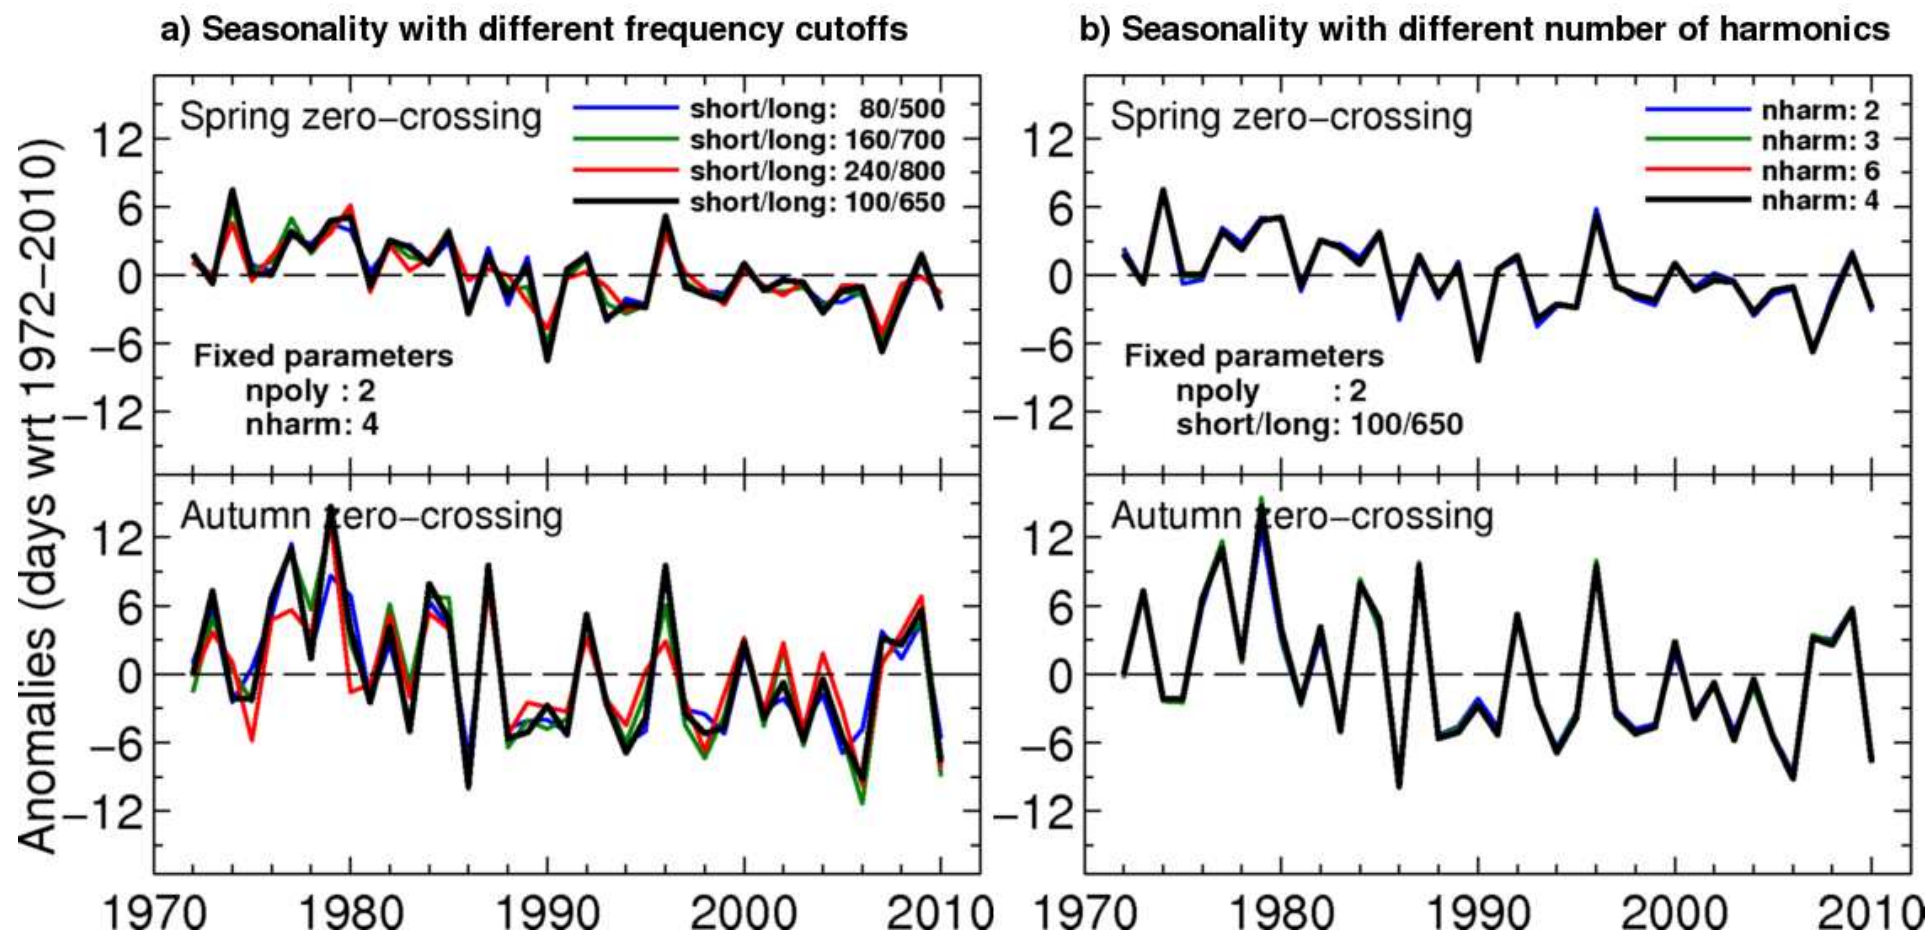 a) Seasonality with different frequency cutoffs
Spring zero−crossing
short/long: 80/500
short/long: 160/700
short/long: 240/800
short/long: 100/650
12
6
0
−6
−12
Fixed parameters
npoly : 2
nharm: 4
Autumn zero−crossing
12
6
0
−6
−12
1970 1980 1990 2000 2010
Anomalies (days wrt 1972−2010)
b) Seasonality with different number of harmonics
Spring zero−crossing
nharm: 2
nharm: 3
nharm: 6
nharm: 4
12
6
0
−6
−12
Fixed parameters
npoly : 2
short/long: 100/650
Autumn zero−crossing
12
6
0
−6
−12
1970 1980 1990 2000 2010